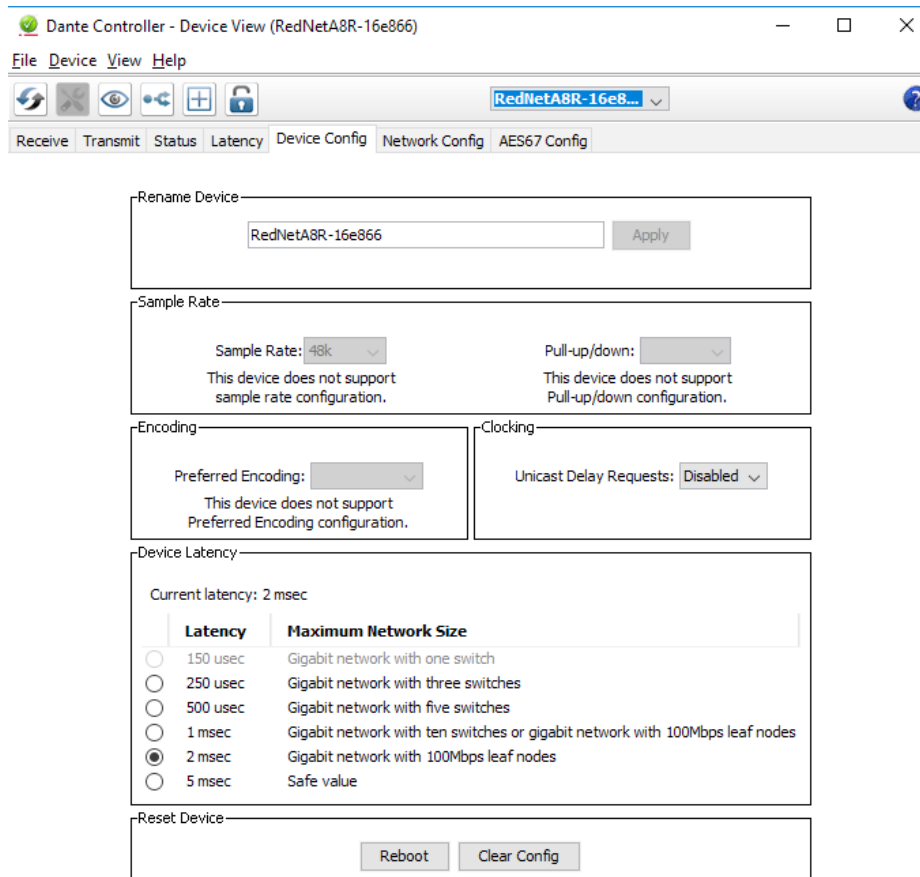 Dante Controller - Device View (RedNetA8R-16e866)
File Device View Help
RedNetA8R-16e8...
Receive Transmit Status Latency Device Config Network Config AES67 Config
Rename Device
RedNetA8R-16e866 Apply
Sample Rate
Sample Rate: 48k Pull-up/down:
This device does not support This device does not support
sample rate configuration. Pull-up/down configuration.
Encoding Clocking
Preferred Encoding: Unicast Delay Requests: Disabled
This device does not support
Preferred Encoding configuration.
Device Latency
Current latency: 2 msec
Latency Maximum Network Size
150 usec Gigabit network with one switch
250 usec Gigabit network with three switches
500 usec Gigabit network with five switches
1 msec Gigabit network with ten switches or gigabit network with 100Mbps leaf nodes
2 msec Gigabit network with 100Mbps leaf nodes
5 msec Safe value
Reset Device
Reboot Clear Config